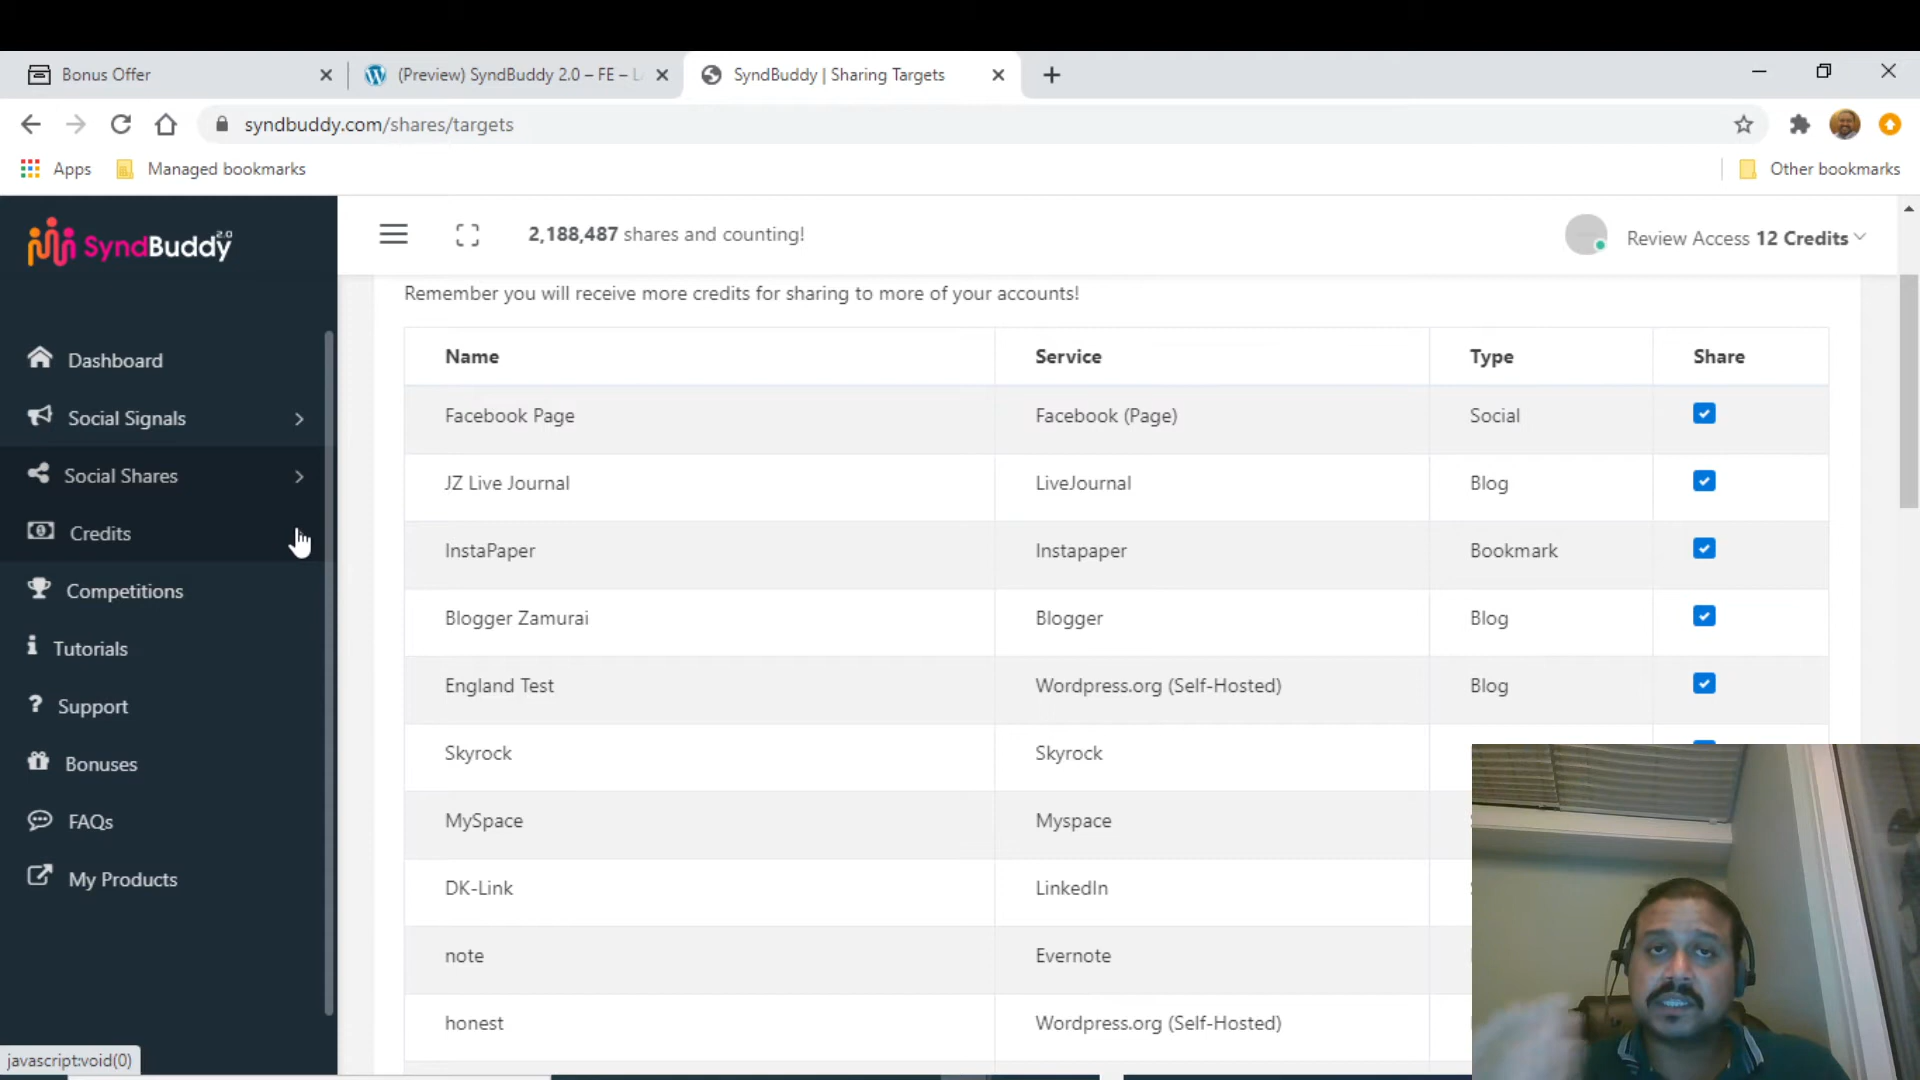 Bonus Offer
(Preview) SyndBuddy 2.0 – FE –
SyndBuddy | Sharing Targets
syndbuddy.com/shares/targets
Apps
Managed bookmarks
Other bookmarks
SyndBuddy 2.0
2,188,487 shares and counting!
Review Access 12 Credits
Dashboard
Social Signals
Social Shares
Credits
Competitions
Tutorials
Support
Bonuses
FAQs
My Products
Remember you will receive more credits for sharing to more of your accounts!
Name Service Type Share
Facebook Page Facebook (Page) Social
JZ Live Journal LiveJournal Blog
InstaPaper Instapaper Bookmark
Blogger Zamurai Blogger Blog
England Test Wordpress.org (Self-Hosted) Blog
Skyrock Skyrock
MySpace Myspace
DK-Link LinkedIn
note Evernote
honest Wordpress.org (Self-Hosted)
javascript:void(0)